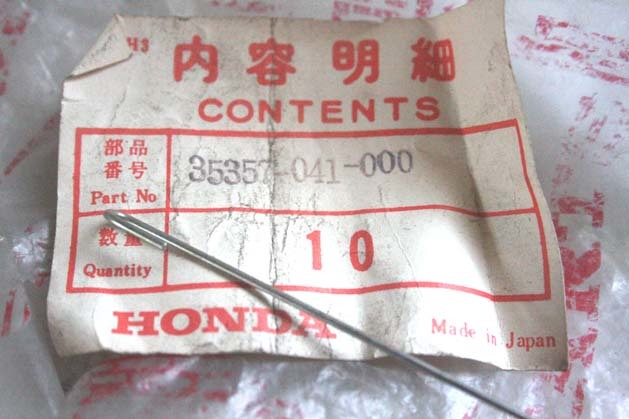 H3
内容明細
CONTENTS
部品
番号
Part No
35357-041-000
数量
Quantity
10
HONDA
Made in Japan